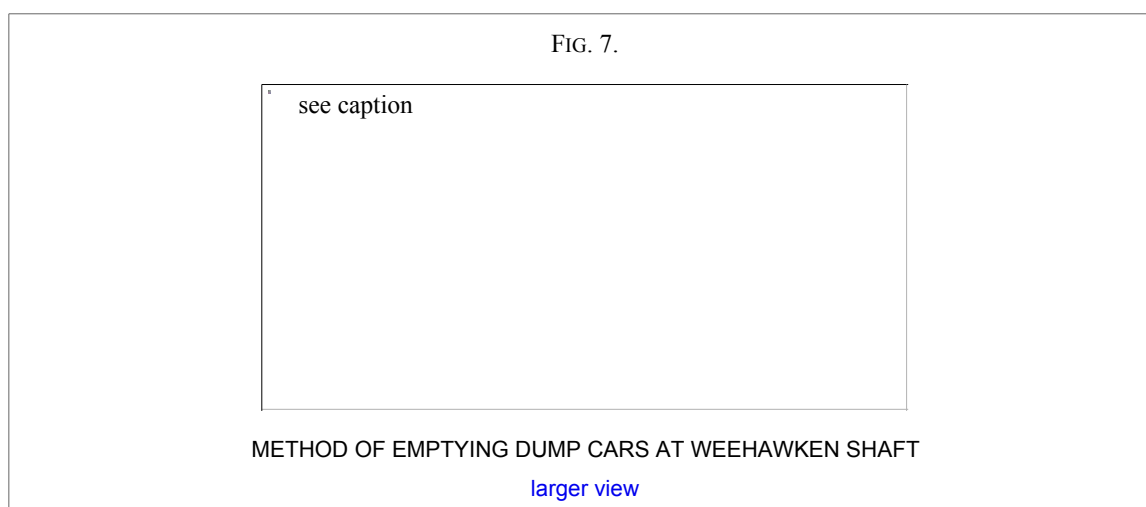 FIG. 7.
see caption
METHOD OF EMPTYING DUMP CARS AT WEEHAWKEN SHAFT
larger view